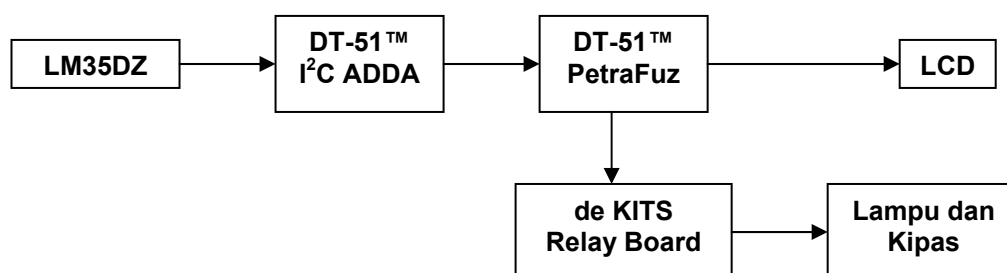 LM35DZ
DT-51™
I²C ADDA
DT-51™
PetraFuz
LCD
de KITS
Relay Board
Lampu dan
Kipas